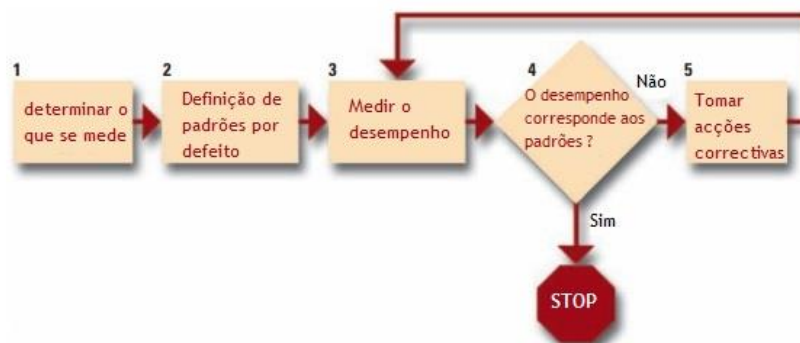 1
determinar o
que se mede
2
Definição de
padrões por
defeito
3
Medir o
desempenho
4
O desempenho
corresponde aos
padrões ?
Não
5
Tomar
acções
correctivas
Sim
STOP